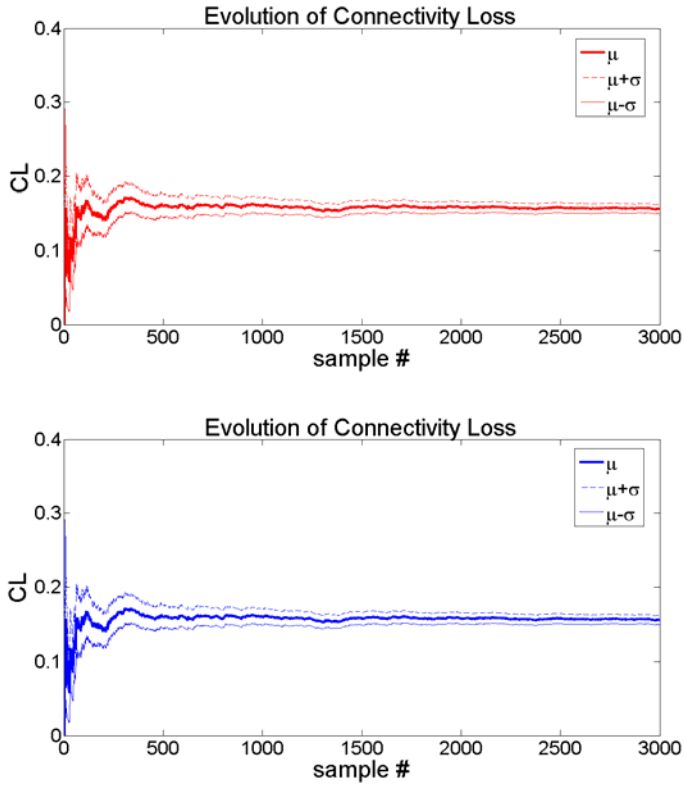 Evolution of Connectivity Loss
0.4
μ
μ+σ
μ-σ
0.3
0.2
0.1
0
CL
0 500 1000 1500 2000 2500 3000
sample #
Evolution of Connectivity Loss
0.4
μ
μ+σ
μ-σ
0.3
0.2
0.1
0
CL
0 500 1000 1500 2000 2500 3000
sample #